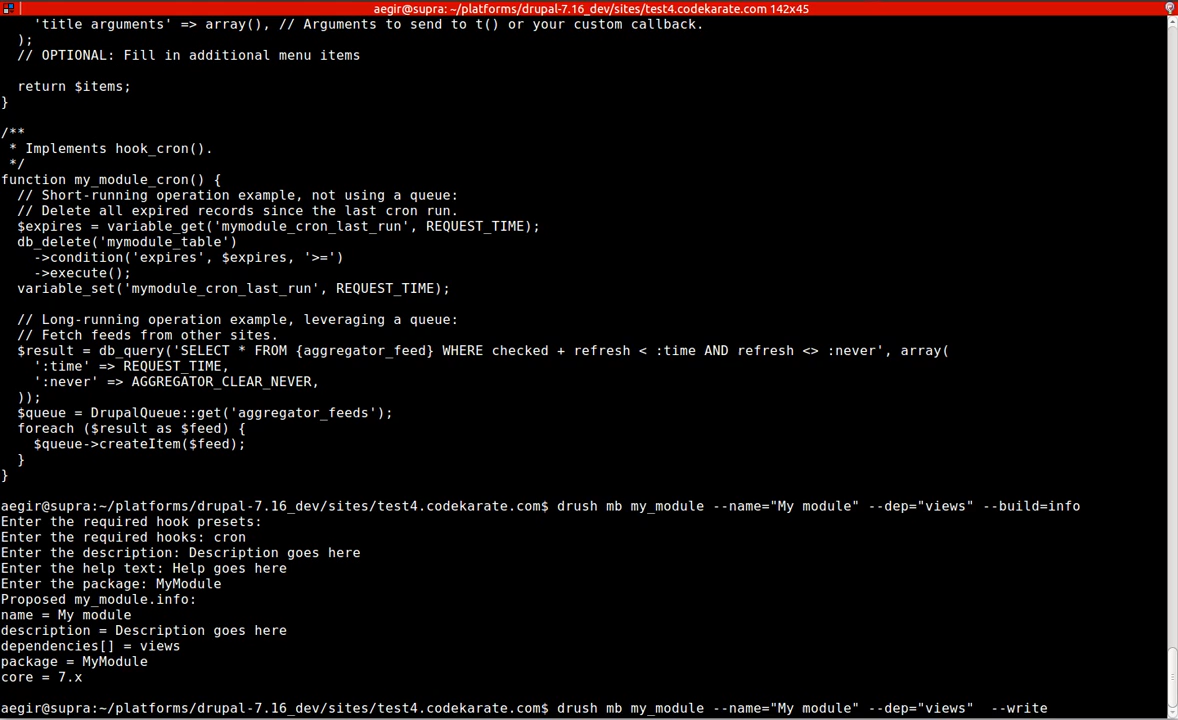 aegir@supra: ~/platforms/drupal-7.16_dev/sites/test4.codekarate.com 142x45
    'title arguments' => array(), // Arguments to send to t() or your custom callback.
  );
  // OPTIONAL: Fill in additional menu items

  return $items;
}

/**
 * Implements hook_cron().
 */
function my_module_cron() {
  // Short-running operation example, not using a queue:
  // Delete all expired records since the last cron run.
  $expires = variable_get('mymodule_cron_last_run', REQUEST_TIME);
  db_delete('mymodule_table')
    ->condition('expires', $expires, '>=')
    ->execute();
  variable_set('mymodule_cron_last_run', REQUEST_TIME);

  // Long-running operation example, leveraging a queue:
  // Fetch feeds from other sites.
  $result = db_query('SELECT * FROM {aggregator_feed} WHERE checked + refresh < :time AND refresh <> :never', array(
    ':time' => REQUEST_TIME,
    ':never' => AGGREGATOR_CLEAR_NEVER,
  ));
  $queue = DrupalQueue::get('aggregator_feeds');
  foreach ($result as $feed) {
    $queue->createItem($feed);
  }
}

aegir@supra:~/platforms/drupal-7.16_dev/sites/test4.codekarate.com$ drush mb my_module --name="My module" --dep="views" --build=info
Enter the required hook presets:
Enter the required hooks: cron
Enter the description: Description goes here
Enter the help text: Help goes here
Enter the package: MyModule
Proposed my_module.info:
name = My module
description = Description goes here
dependencies[] = views
package = MyModule
core = 7.x

aegir@supra:~/platforms/drupal-7.16_dev/sites/test4.codekarate.com$ drush mb my_module --name="My module" --dep="views"  --write